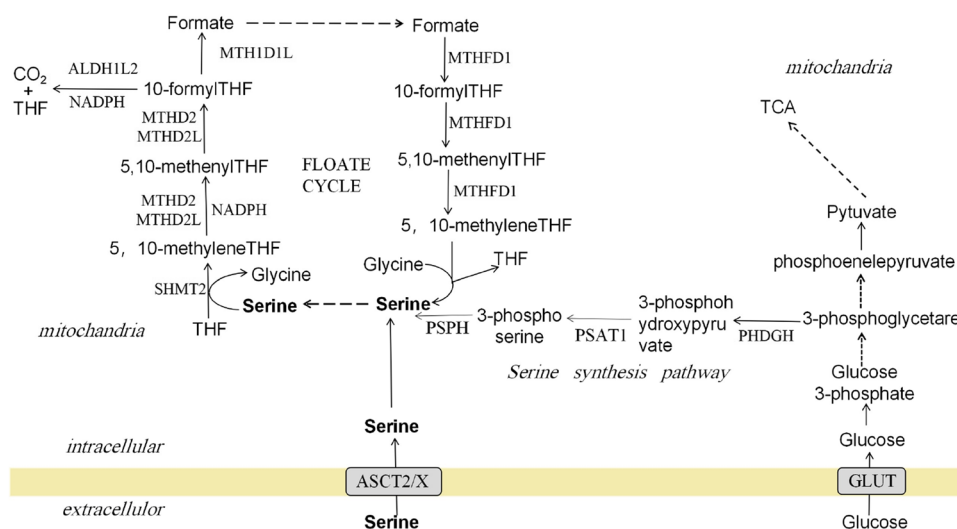 Formate
Formate
MTH1D1L
MTHFD1
ALDH1L2
CO2
+
THF
NADPH
10-formylTHF
10-formylTHF
mitochandria
TCA
MTHD2
MTHD2L
MTHFD1
5,10-methenylTHF
FLOATE
CYCLE
5,10-methenylTHF
MTHD2
MTHD2L
NADPH
MTHFD1
Pytuvate
5, 10-methyleneTHF
5, 10-methyleneTHF
Glycine
Glycine
THF
phosphoenelepyruvate
SHMT2
Serine
Serine
THF
mitochandria
PSPH
3-phospho
serine
PSAT1
3-phosphoh
ydroxypyru
vate
PHDGH
3-phosphoglycetare
Serine synthesis pathway
Glucose
3-phosphate
Serine
intracellular
Glucose
ASCT2/X
GLUT
extracellulor
Serine
Glucose